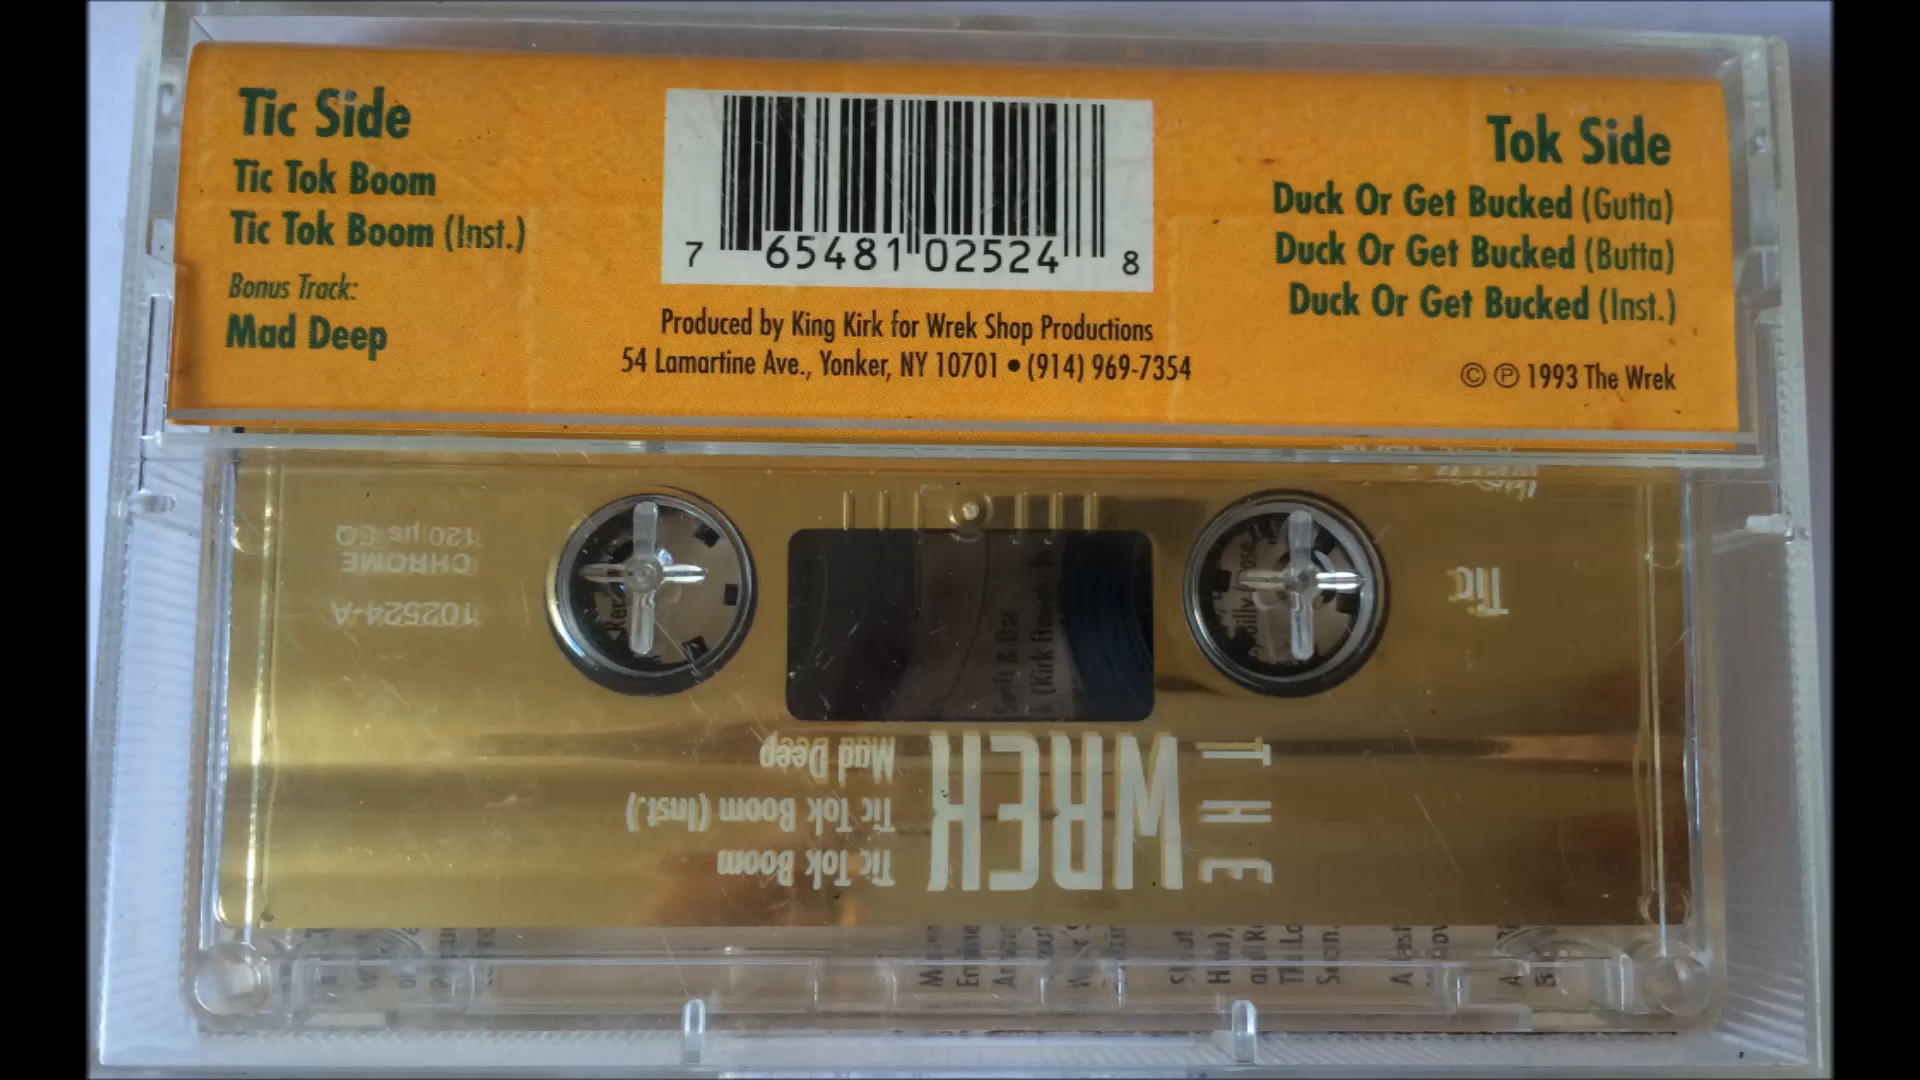 Tic Side
Tic Tok Boom
Tic Tok Boom (Inst.)
Bonus Track:
Mad Deep
7 65481 02524 8
Produced by King Kirk for Wrek Shop Productions
54 Lamartine Ave., Yonker, NY 10701 • (914) 969-7354
Tok Side
Duck Or Get Bucked (Gutta)
Duck Or Get Bucked (Butta)
Duck Or Get Bucked (Inst.)
© ℗ 1993 The Wrek
THE
WREK
Tic Tok Boom
Tic Tok Boom (Inst.)
Mad Deep
Tic
102524-A
CHROME
120 µs EQ